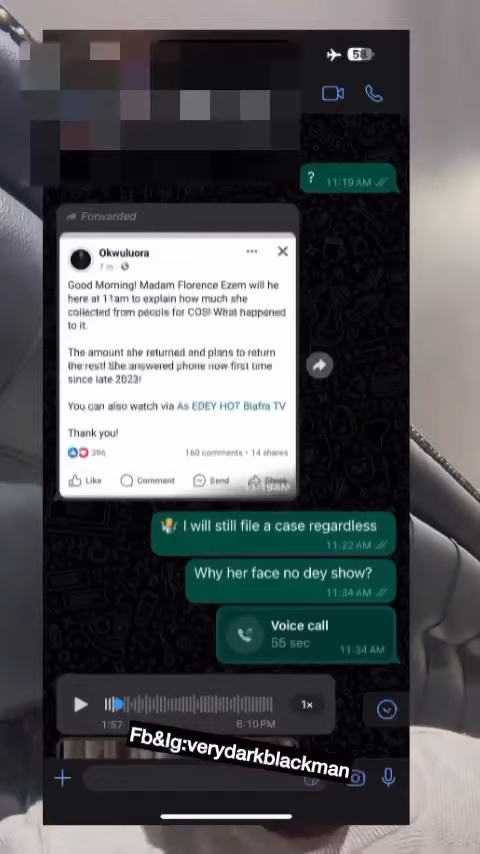 58
? 11:19 AM
Forwarded
Okwuluora
7 m
Good Morning! Madam Florence Ezem will be
here at 11am to explain how much she
collected from people for COS! What happened
to it.
The amount she returned and plans to return
the rest! She answered phone now first time
since late 2023!
You can also watch via As EDEY HOT Biafra TV
Thank you!
396 160 comments • 14 shares
Like Comment Send Share
I will still file a case regardless
11:22 AM
Why her face no dey show?
11:34 AM
Voice call
55 sec 11:34 AM
1x
1:57 6:10 PM
Fb&Ig:verydarkblackman